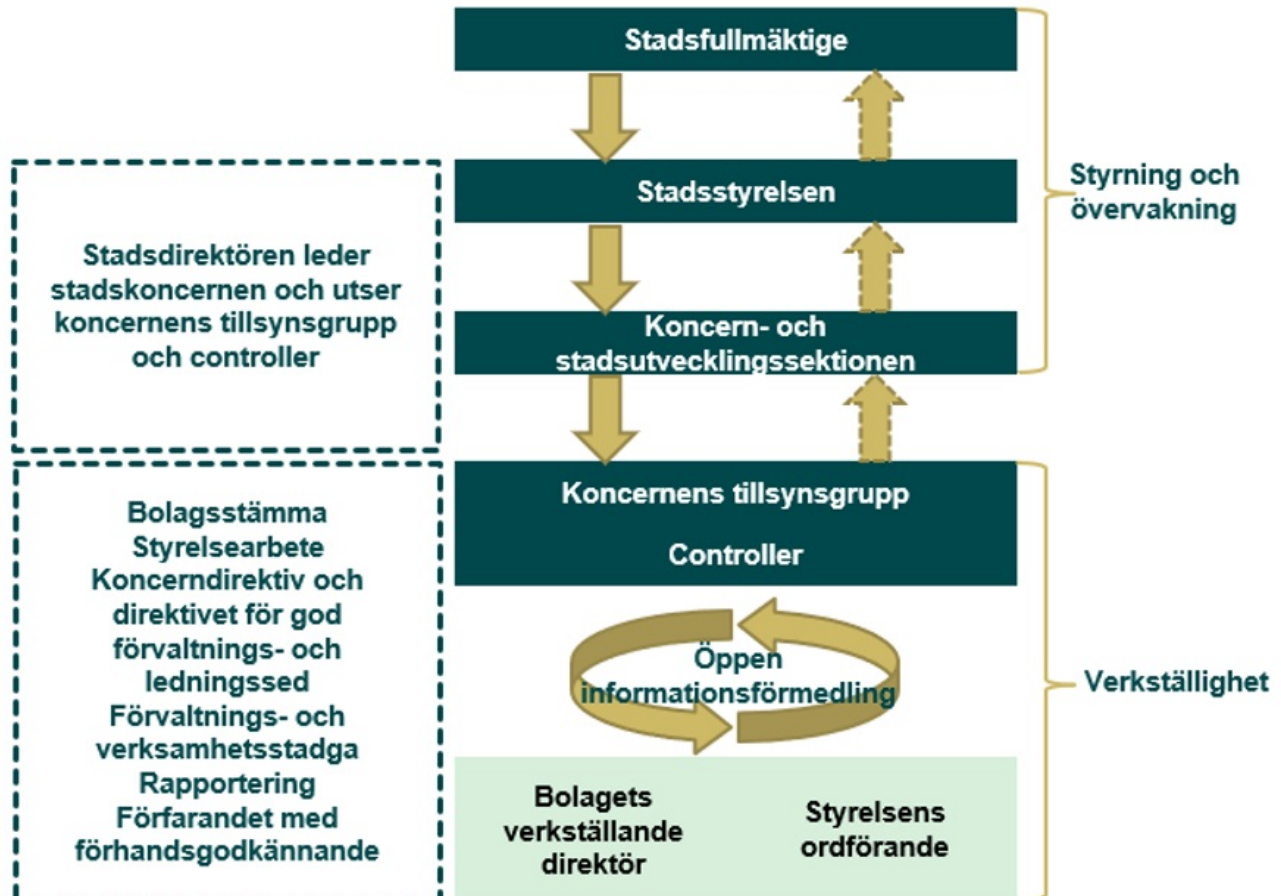 Stadsfullmäktige
Stadsstyrelsen
Koncern- och
stadsutvecklingssektionen
Styrning och
övervakning
Stadsdirektören leder
stadskoncernen och utser
koncernens tillsynsgrupp
och controller
Koncernens tillsynsgrupp
Controller
Öppen
informationsförmedling
Bolagets
verkställande
direktör
Styrelsens
ordförande
Verkställighet
Bolagsstämma
Styrelsearbete
Koncerndirektiv och
direktivet för god
förvaltnings- och
ledningssed
Förvaltnings- och
verksamhetsstadga
Rapportering
Förfarandet med
förhandsgodkännande